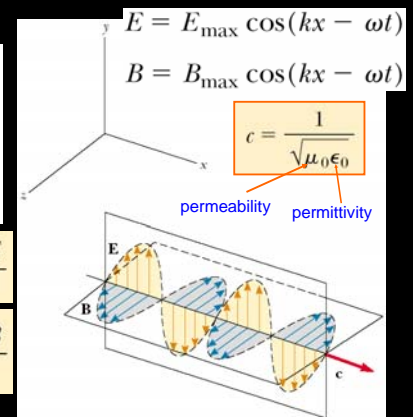 y
E = E_max cos(kx − ωt)
B = B_max cos(kx − ωt)
c = 1/√μ₀ϵ₀
x
z
permeability permittivity
E
B
c